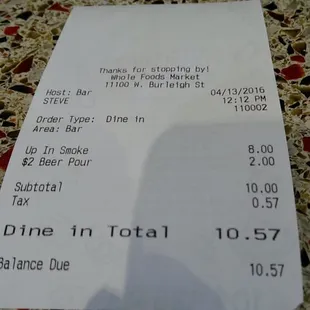 Thanks for stopping by!
Whole Foods Market
11100 W. Burleigh St
Host: Bar 04/13/2016
STEVE 12:12 PM
110002
Order Type: Dine in
Area: Bar
Up In Smoke 8.00
$2 Beer Pour 2.00
Subtotal 10.00
Tax 0.57
Dine in Total 10.57
Balance Due 10.57